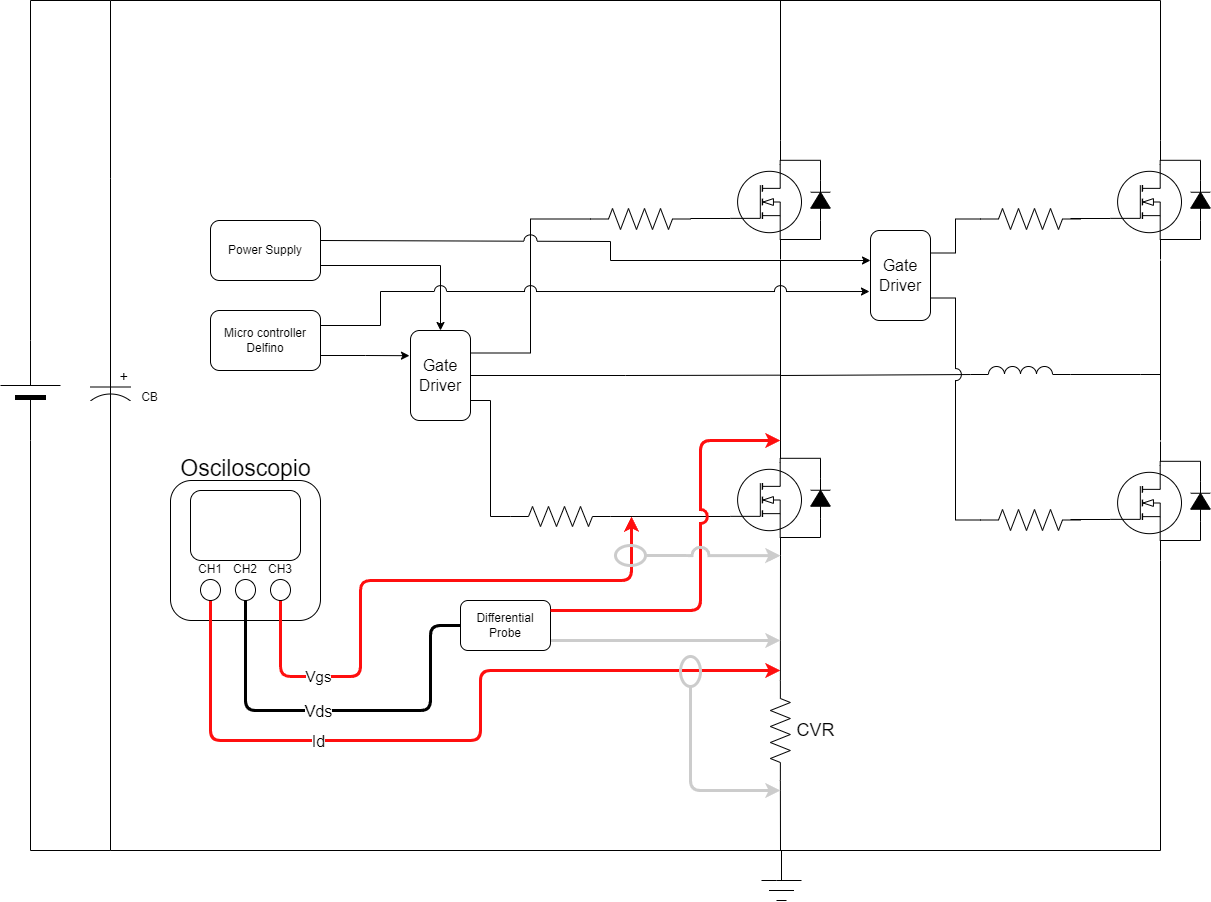 Power Supply
Gate
Driver
Micro controller
Delfino
Gate
Driver
+
CB
Osciloscopio
CH1 CH2 CH3
Differential
Probe
Vgs
Vds
Id
CVR